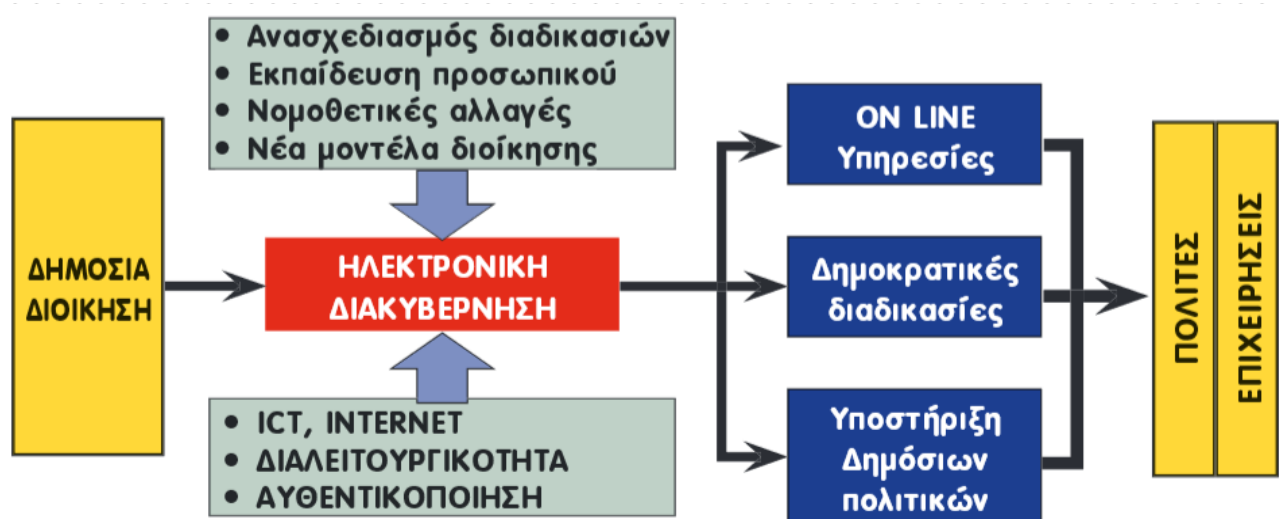 • Ανασχεδιασμός διαδικασιών
• Εκπαίδευση προσωπικού
• Νομοθετικές αλλαγές
• Νέα μοντέλα διοίκησης
ΔΗΜΟΣΙΑ
ΔΙΟΙΚΗΣΗ
ΗΛΕΚΤΡΟΝΙΚΗ
ΔΙΑΚΥΒΕΡΝΗΣΗ
• ICT, INTERNET
• ΔΙΑΛΕΙΤΟΥΡΓΙΚΟΤΗΤΑ
• ΑΥΘΕΝΤΙΚΟΠΟΙΗΣΗ
ON LINE
Υπηρεσίες
Δημοκρατικές
διαδικασίες
Υποστήριξη
Δημόσιων
πολιτικών
ΠΟΛΙΤΕΣ
ΕΠΙΧΕΙΡΗΣΕΙΣ